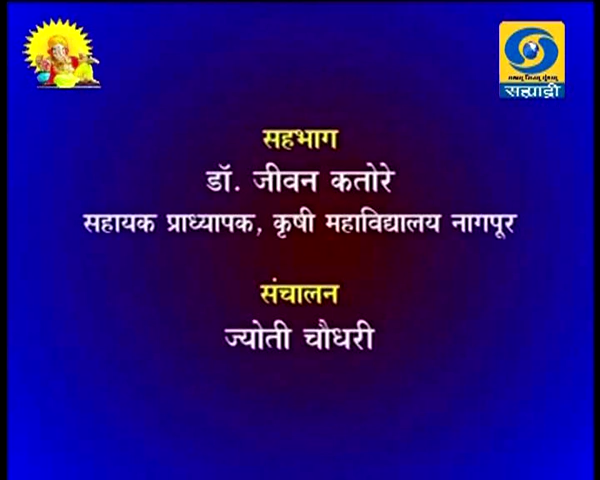 सह्याद्री
सहभाग
डॉ. जीवन कतोरे
सहायक प्राध्यापक, कृषी महाविद्यालय नागपूर
संचालन
ज्योती चौधरी